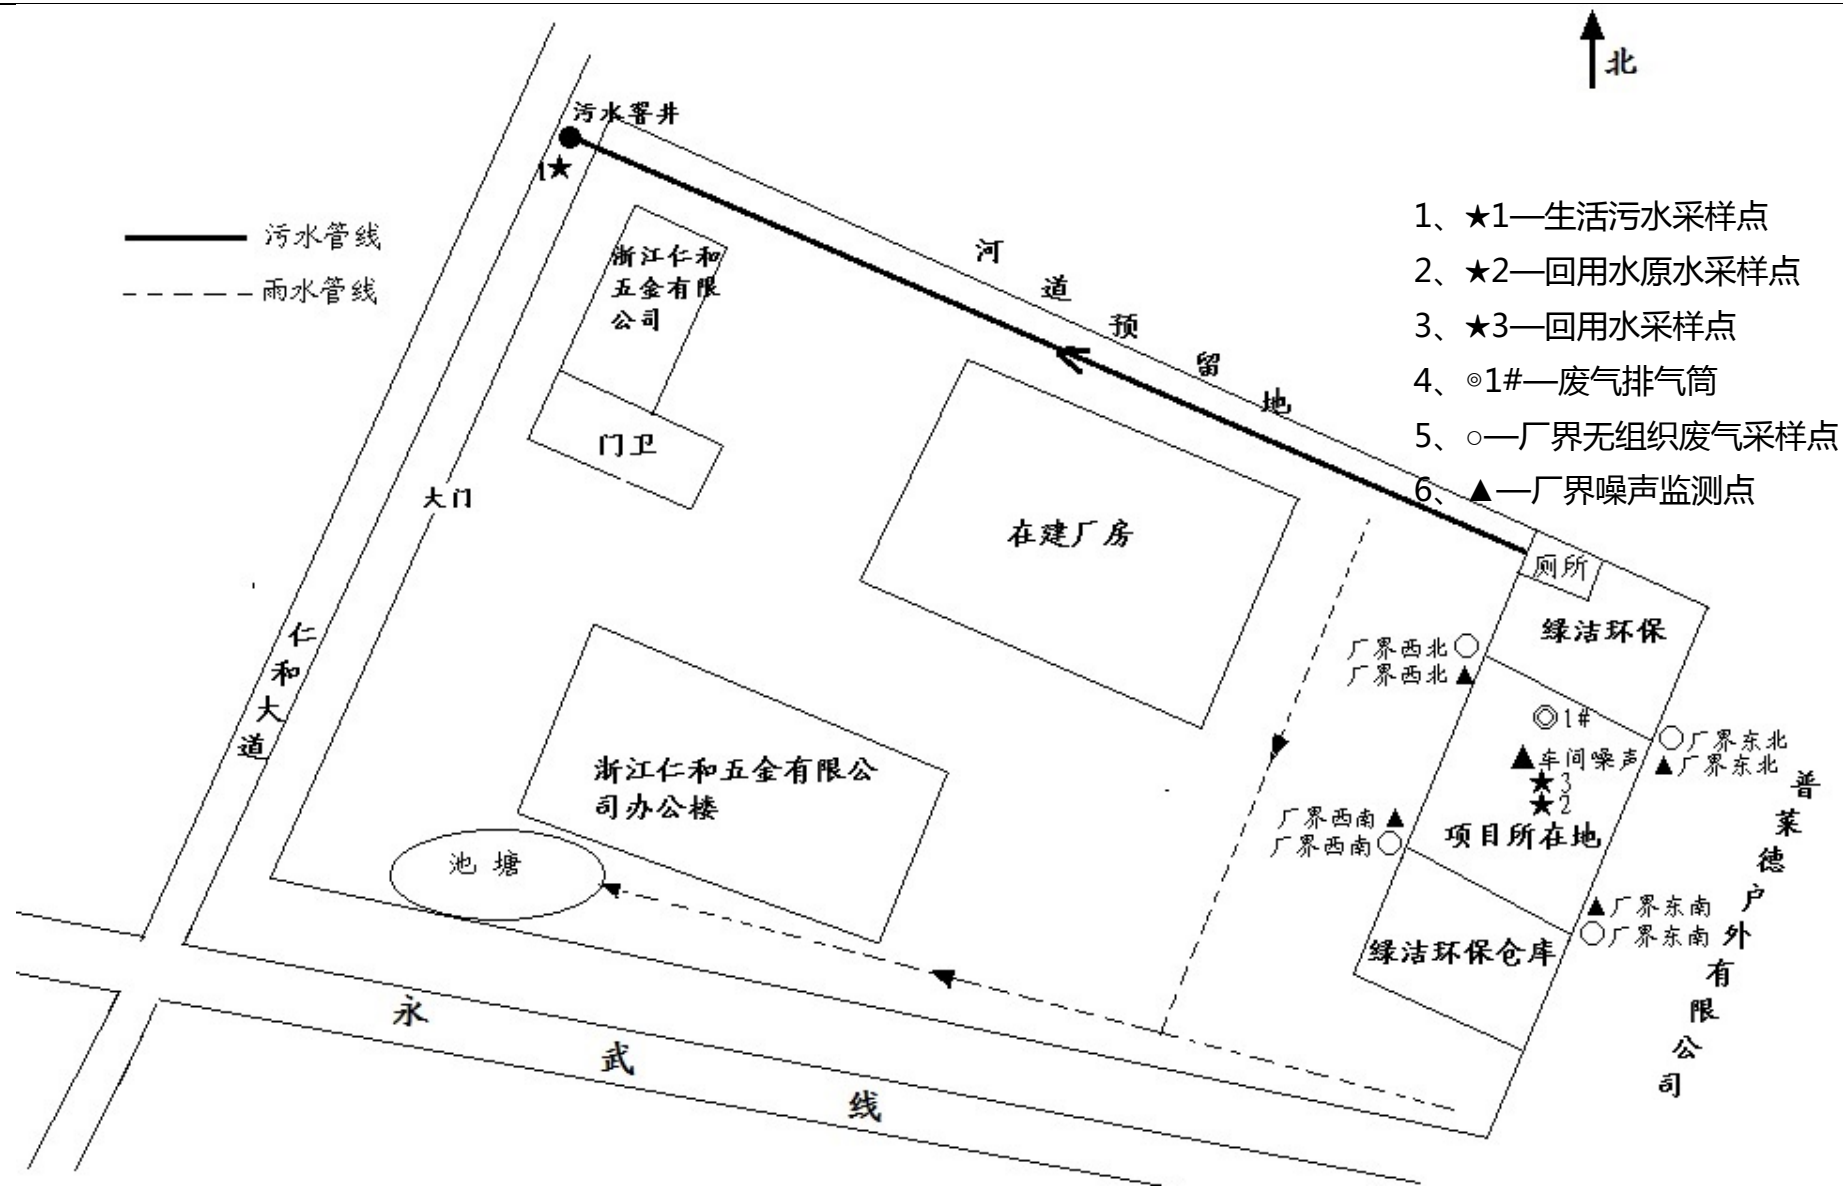 北
污水窨井
1★
污水管线
雨水管线
1、★1—生活污水采样点
2、★2—回用水原水采样点
3、★3—回用水采样点
4、◎1#—废气排气筒
5、○—厂界无组织废气采样点
6、▲—厂界噪声监测点
浙江仁和
五金有限
公司
河道预留地
门卫
大门
在建厂房
厕所
绿洁环保
厂界西北○
厂界西北▲
◎1#
▲车间噪声
★3
★2
项目所在地
○厂界东北
▲厂界东北
厂界西南▲
厂界西南○
▲厂界东南
○厂界东南
绿洁环保仓库
普莱德户外有限公司
仁和大道
浙江仁和五金有限公
司办公楼
池塘
永武线